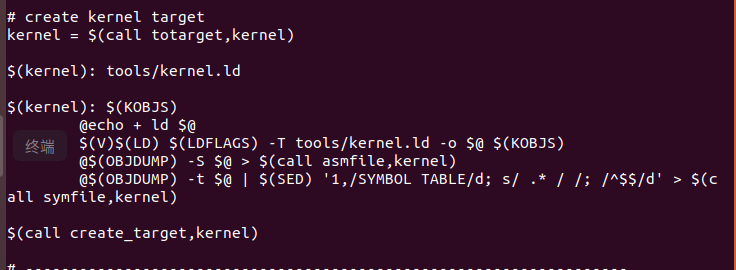 # create kernel target
kernel = $(call totarget,kernel)
$(kernel): tools/kernel.ld
$(kernel): $(KOBJS)
@echo + ld $@
终端
$(V)$(LD) $(LDFLAGS) -T tools/kernel.ld -o $@ $(KOBJS)
@$(OBJDUMP) -S $@ > $(call asmfile,kernel)
@$(OBJDUMP) -t $@ | $(SED) '1,/SYMBOL TABLE/d; s/ .* / /; /^$$/d' > $(c
all symfile,kernel)
$(call create_target,kernel)
# -------------------------------------------------------------------